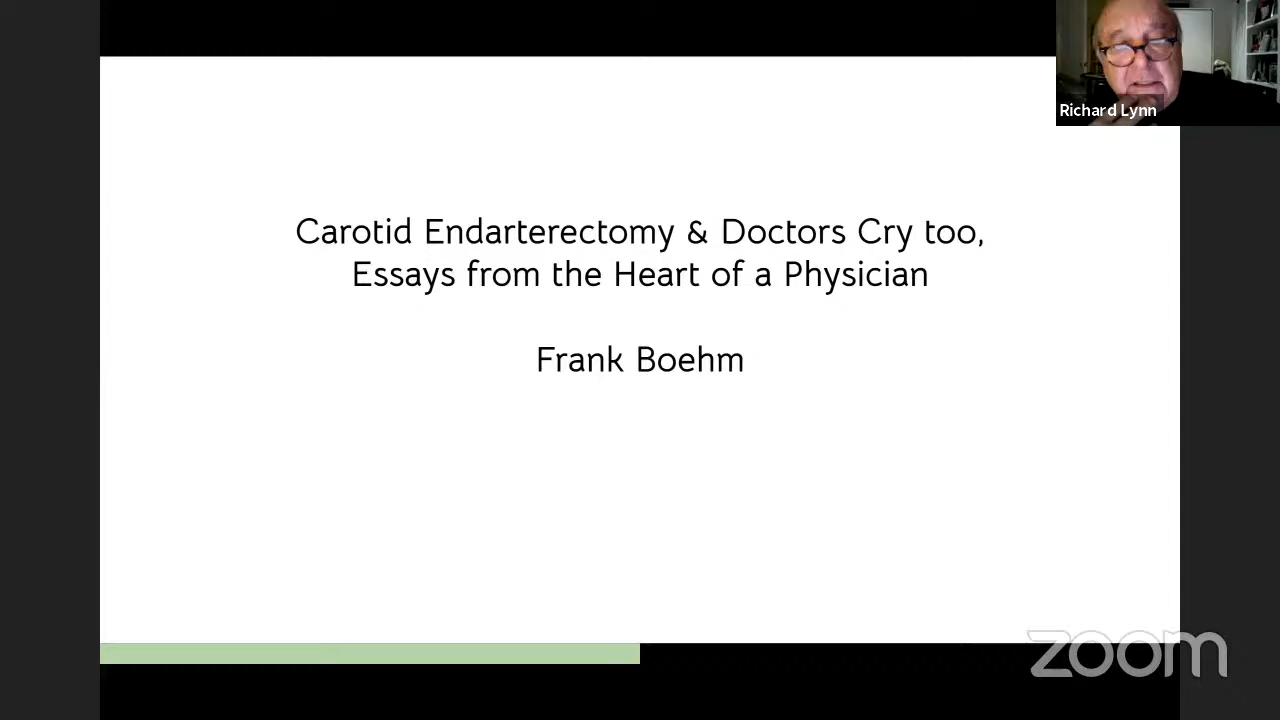 Richard Lynn
Carotid Endarterectomy & Doctors Cry too,
Essays from the Heart of a Physician
Frank Boehm
zoom